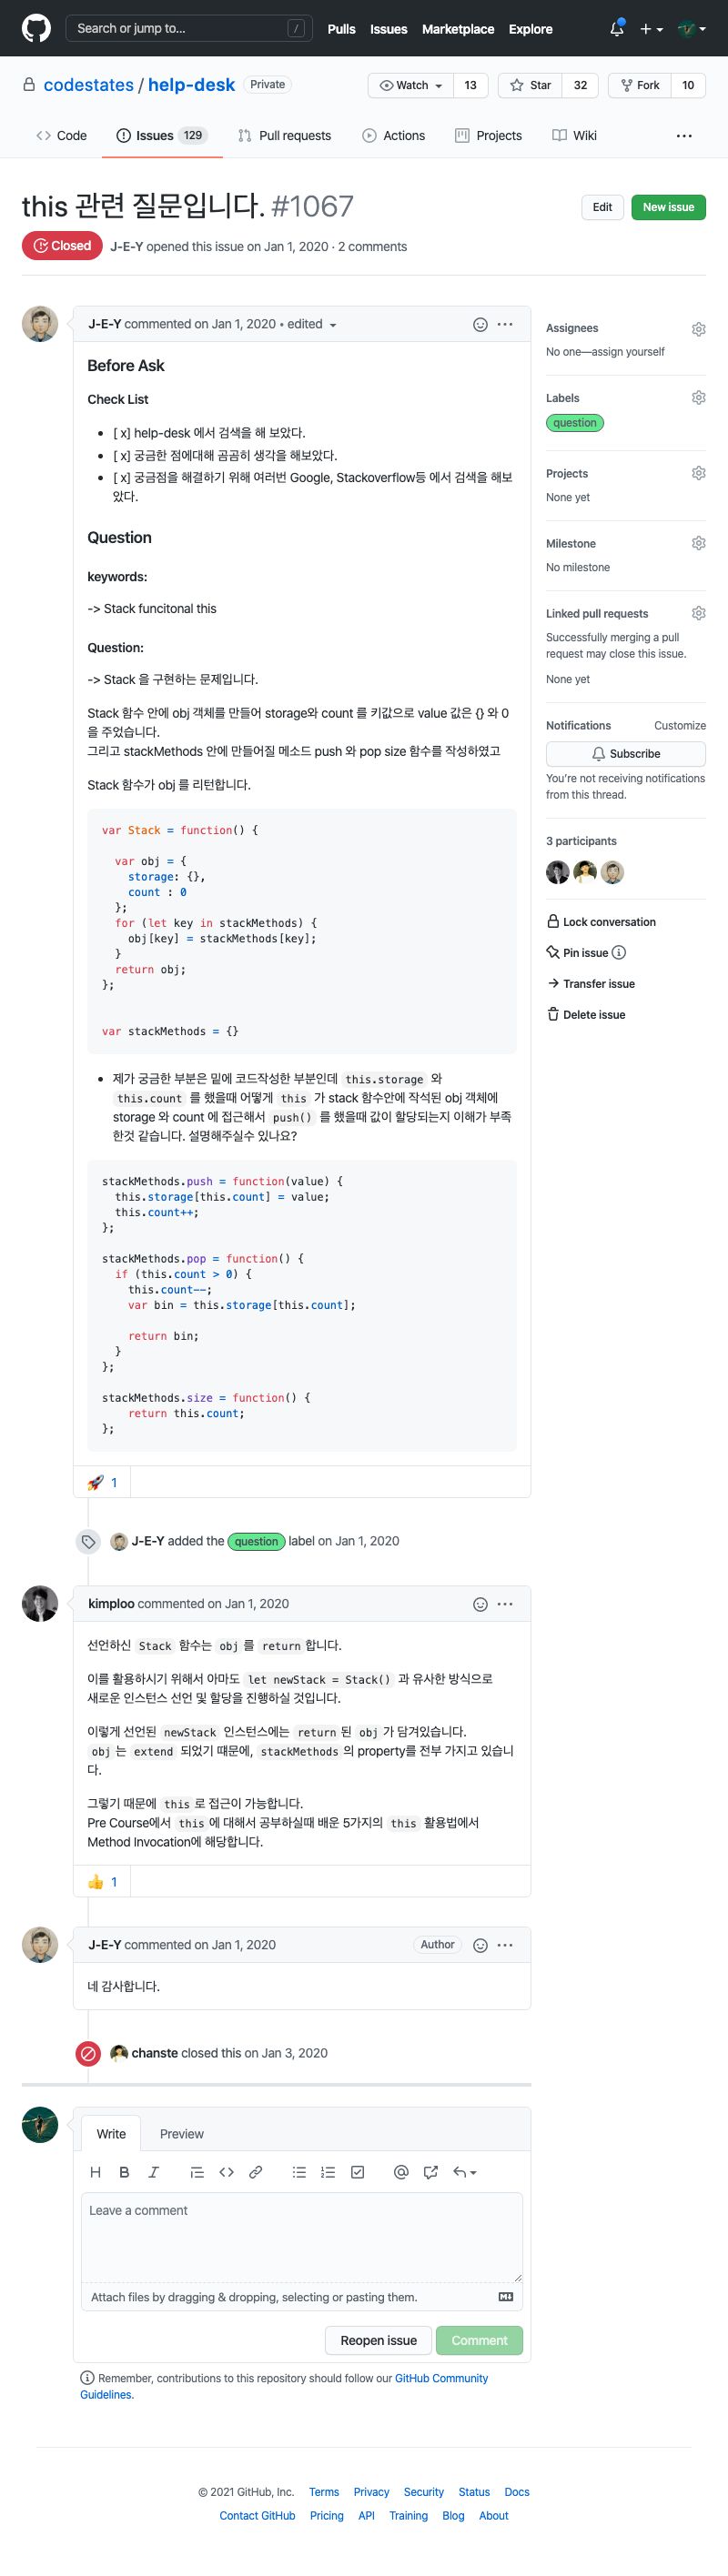 Search or jump to... /
Pulls Issues Marketplace Explore
codestates / help-desk Private
Watch 13 Star 32 Fork 10
Code Issues 129 Pull requests Actions Projects Wiki
this 관련 질문입니다. #1067
Edit New issue
Closed J-E-Y opened this issue on Jan 1, 2020 · 2 comments
J-E-Y commented on Jan 1, 2020 • edited
Before Ask
Check List
• [ x] help-desk 에서 검색을 해 보았다.
• [ x] 궁금한 점에대해 곰곰히 생각을 해보았다.
• [ x] 궁금점을 해결하기 위해 여러번 Google, Stackoverflow등 에서 검색을 해보
았다.
Question
keywords:
-> Stack funcitonal this
Question:
-> Stack 을 구현하는 문제입니다.
Stack 함수 안에 obj 객체를 만들어 storage와 count 를 키값으로 value 값은 {} 와 0
을 주었습니다.
그리고 stackMethods 안에 만들어질 메소드 push 와 pop size 함수를 작성하였고
Stack 함수가 obj 를 리턴합니다.
var Stack = function() {
var obj = {
storage: {},
count : 0
};
for (let key in stackMethods) {
obj[key] = stackMethods[key];
}
return obj;
};
var stackMethods = {}
• 제가 궁금한 부분은 밑에 코드작성한 부분인데 this.storage 와
this.count 를 했을때 어떻게 this 가 stack 함수안에 작석된 obj 객체에
storage 와 count 에 접근해서 push() 를 했을때 값이 할당되는지 이해가 부족
한것 같습니다. 설명해주실수 있나요?
stackMethods.push = function(value) {
this.storage[this.count] = value;
this.count++;
};
stackMethods.pop = function() {
if (this.count > 0) {
this.count--;
var bin = this.storage[this.count];
return bin;
}
};
stackMethods.size = function() {
return this.count;
};
🚀 1
J-E-Y added the question label on Jan 1, 2020
kimploo commented on Jan 1, 2020
선언하신 Stack 함수는 obj 를 return 합니다.
이를 활용하시기 위해서 아마도 let newStack = Stack() 과 유사한 방식으로
새로운 인스턴스 선언 및 할당을 진행하실 것입니다.
이렇게 선언된 newStack 인스턴스에는 return 된 obj 가 담겨있습니다.
obj 는 extend 되었기 떄문에, stackMethods 의 property를 전부 가지고 있습니
다.
그렇기 때문에 this 로 접근이 가능합니다.
Pre Course에서 this 에 대해서 공부하실때 배운 5가지의 this 활용법에서
Method Invocation에 해당합니다.
👍 1
J-E-Y commented on Jan 1, 2020 Author
네 감사합니다.
chanste closed this on Jan 3, 2020
Write Preview
Leave a comment
Attach files by dragging & dropping, selecting or pasting them.
Reopen issue Comment
Remember, contributions to this repository should follow our GitHub Community
Guidelines.
Assignees
No one—assign yourself
Labels
question
Projects
None yet
Milestone
No milestone
Linked pull requests
Successfully merging a pull
request may close this issue.
None yet
Notifications Customize
Subscribe
You're not receiving notifications
from this thread.
3 participants
Lock conversation
Pin issue
Transfer issue
Delete issue
© 2021 GitHub, Inc. Terms Privacy Security Status Docs
Contact GitHub Pricing API Training Blog About